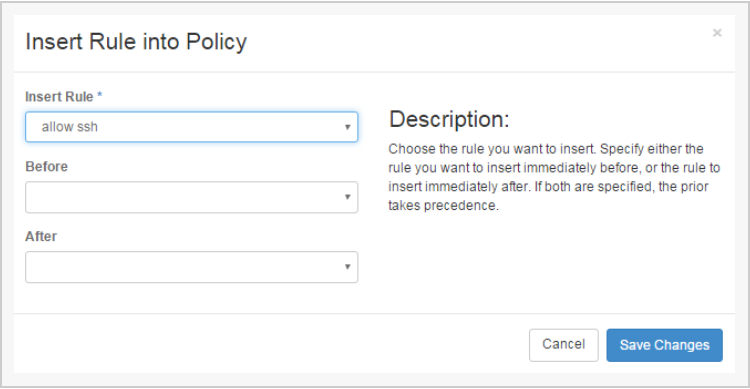 Insert Rule into Policy
×
Insert Rule *
allow ssh
Before
After
Description:
Choose the rule you want to insert. Specify either the
rule you want to insert immediately before, or the rule to
insert immediately after. If both are specified, the prior
takes precedence.
Cancel
Save Changes